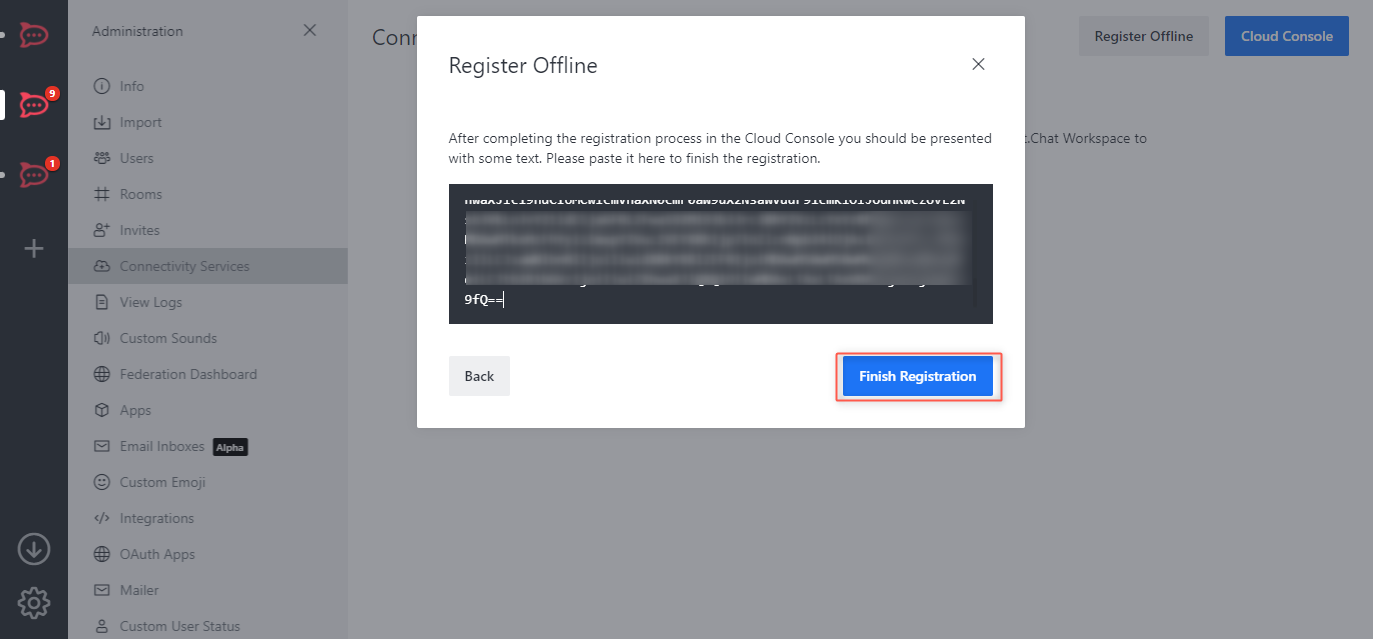 9
1
Administration
Info
Import
Users
Rooms
Invites
Connectivity Services
View Logs
Custom Sounds
Federation Dashboard
Apps
Email Inboxes Alpha
Custom Emoji
Integrations
OAuth Apps
Mailer
Custom User Status
Conn
Register Offline
Cloud Console
.Chat Workspace to
Register Offline
After completing the registration process in the Cloud Console you should be presented
with some text. Please paste it here to finish the registration.
9fQ==
Back
Finish Registration